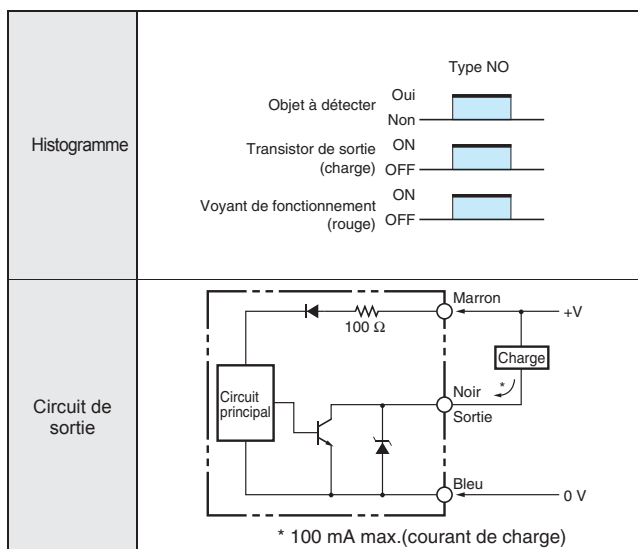 Histogramme
Type NO
Objet à détecter
Oui
Non
Transistor de sortie
(charge)
ON
OFF
Voyant de fonctionnement
(rouge)
ON
OFF
Circuit de
sortie
Marron
+V
100 Ω
Charge
*
Circuit
principal
Noir
Sortie
Bleu
0 V
* 100 mA max.(courant de charge)